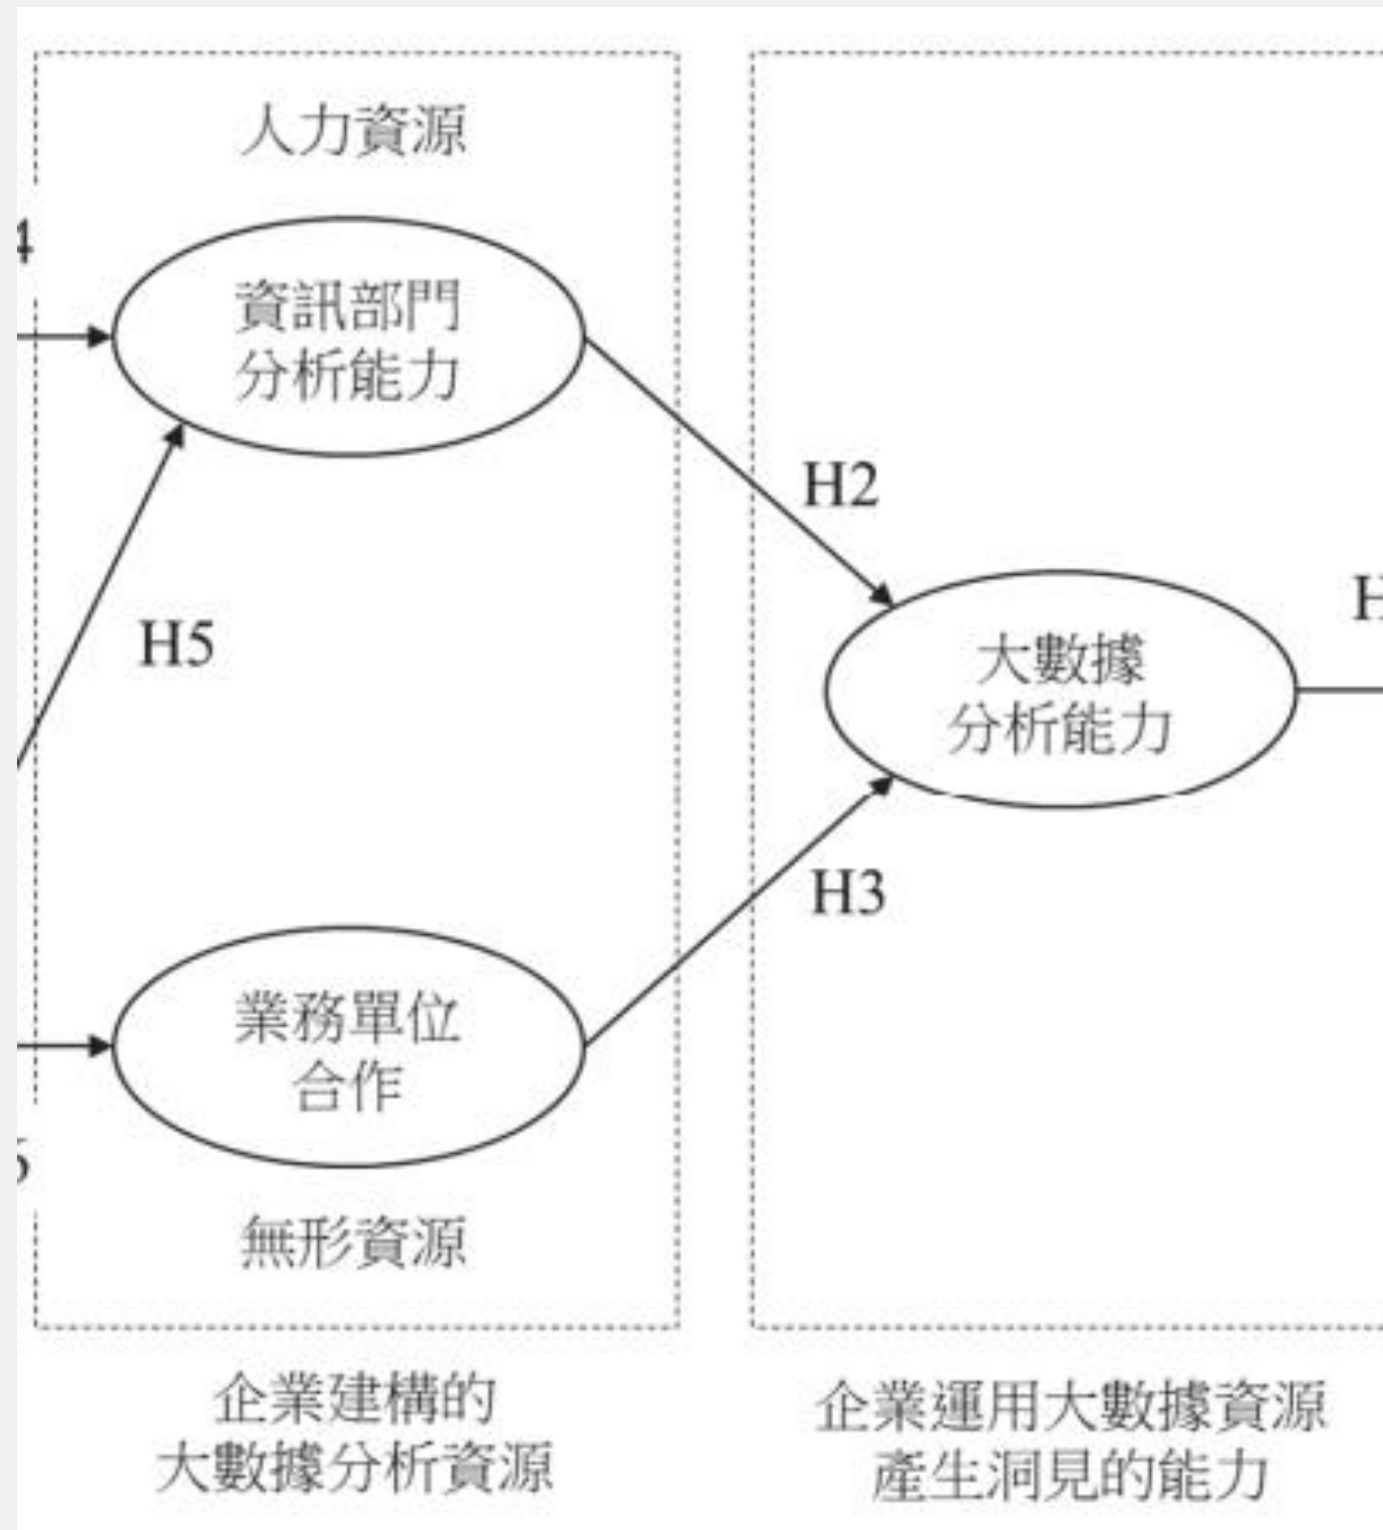 人力資源
4
資訊部門
分析能力
H2
H5
H
大數據
分析能力
H3
業務單位
合作
無形資源
企業建構的
大數據分析資源
企業運用大數據資源
產生洞見的能力